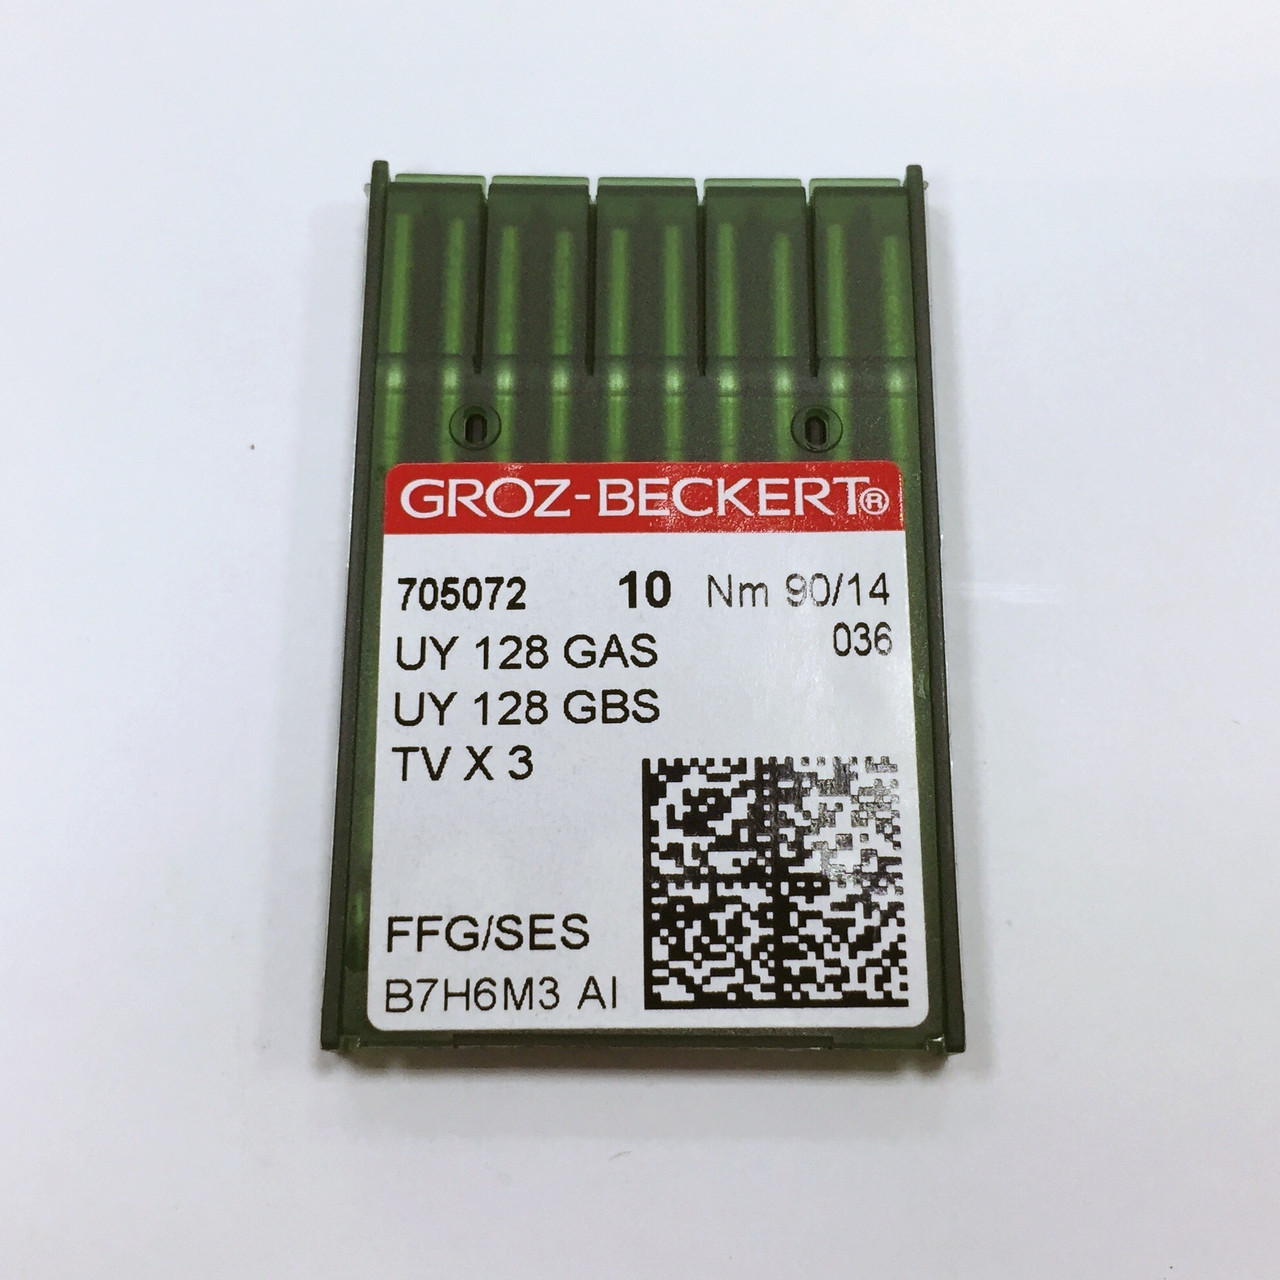 GROZ-BECKERT®
705072 10 Nm 90/14
UY 128 GAS 036
UY 128 GBS
TV X 3
FFG/SES
B7H6M3 AI